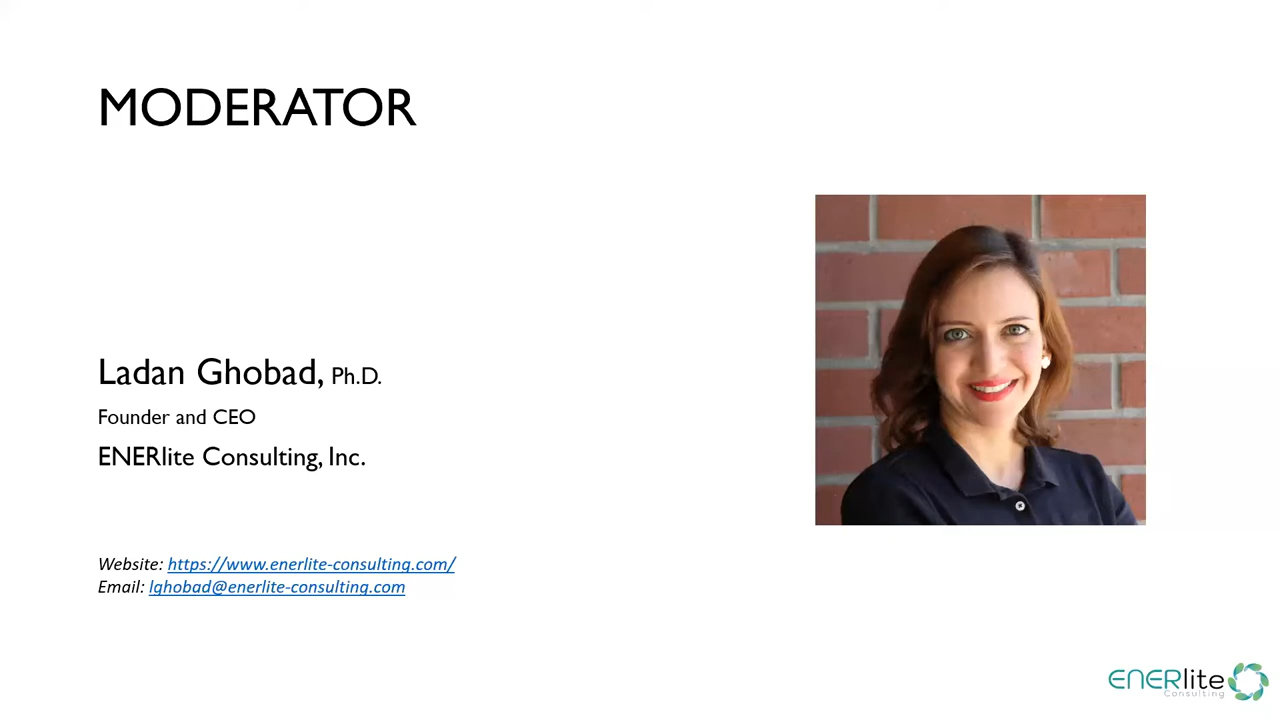 MODERATOR
Ladan Ghobad, Ph.D.
Founder and CEO
ENERlite Consulting, Inc.
Website: https://www.enerlite-consulting.com/
Email: lghobad@enerlite-consulting.com
ENERlite
Consulting